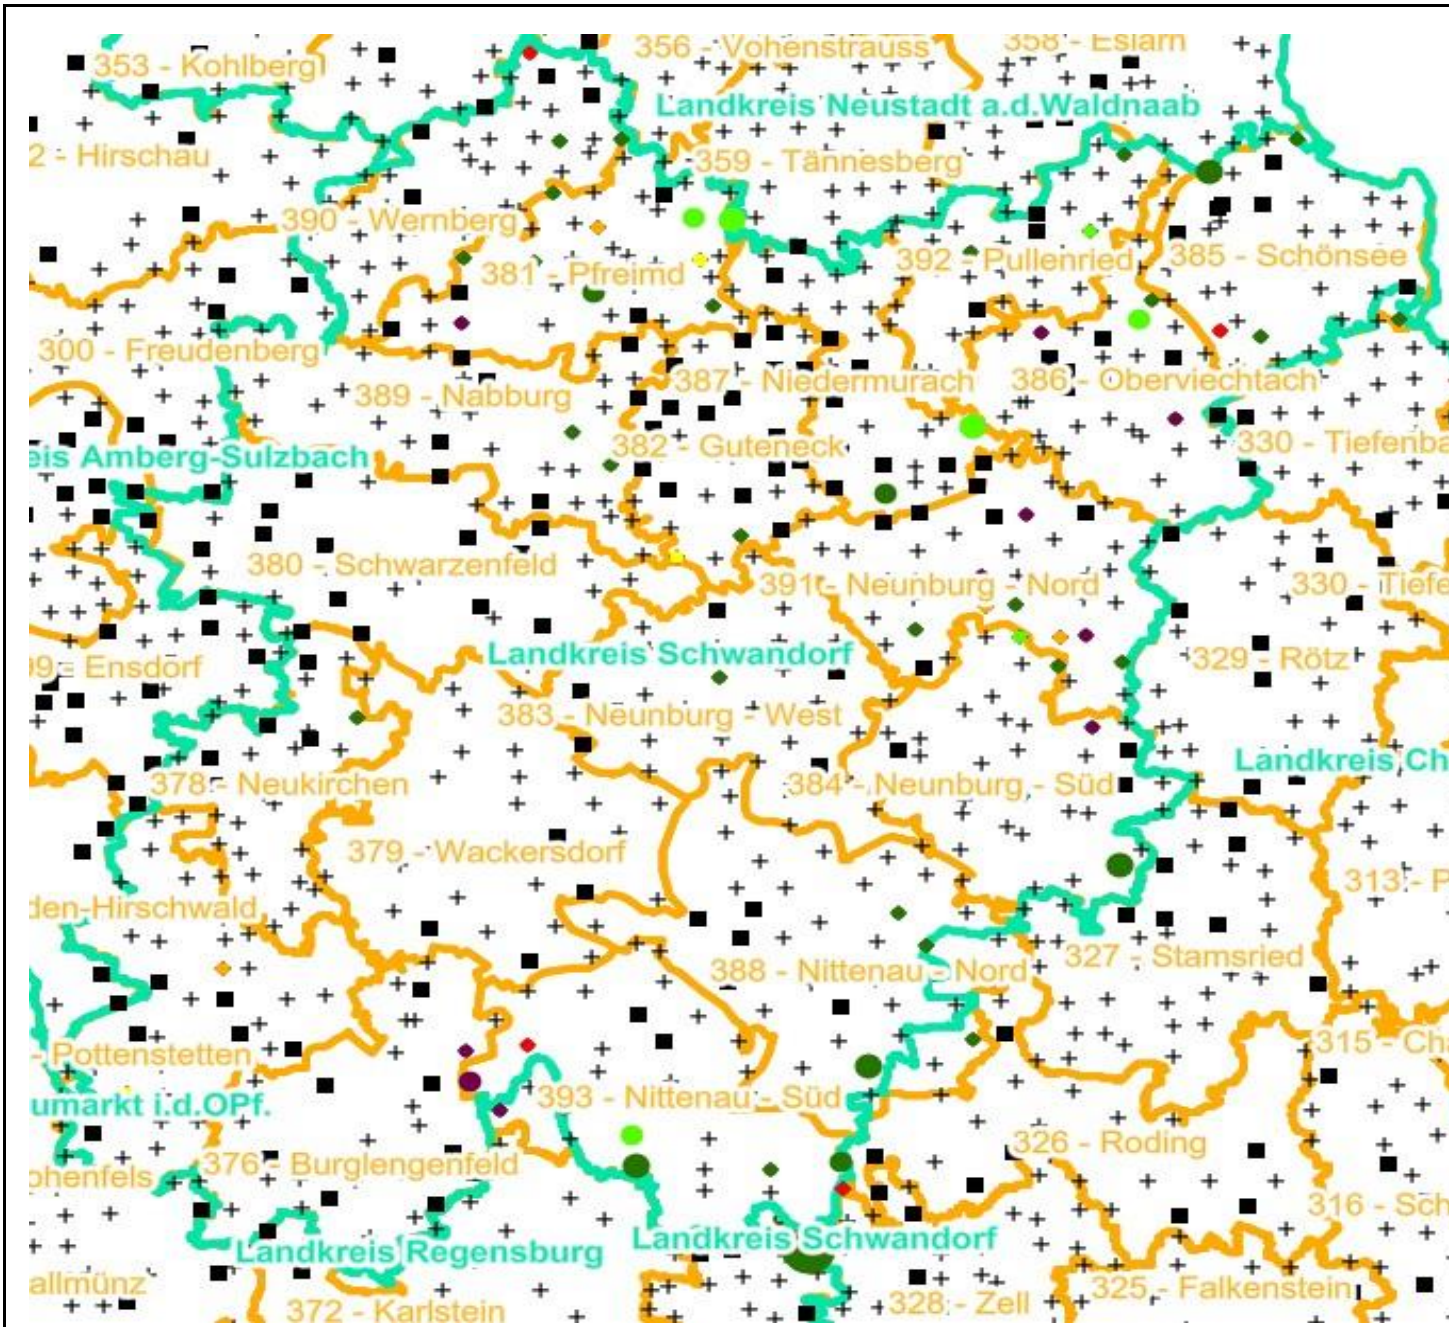 356 - Vohenstrauss
358 - Eslarn
353 - Kohlberg
Landkreis Neustadt a.d.Waldnaab
2 - Hirschau
359 - Tännesberg
390 - Wernberg
385 - Schönsee
392 - Pullenried
381 - Pfreimd
300 - Freudenberg
387 - Niedermurach
386 - Oberviechtach
389 - Nabburg
382 - Guteneck
330 - Tiefenba
eis Amberg-Sulzbach
380 - Schwarzenfeld
391 - Neunburg - Nord
330 - Tiefe
Landkreis Schwandorf
329 - Rötz
99 - Ensdorf
383 - Neunburg - West
Landkreis Ch
378 - Neukirchen
384 - Neunburg - Süd
379 - Wackersdorf
313 - P
den-Hirschwald
327 - Stamsried
388 - Nittenau - Nord
315 - Cha
- Pottenstetten
393 - Nittenau - Süd
umarkt i.d.OPf.
326 - Roding
376 - Burglengenfeld
ohenfels
316 - Sch
Landkreis Schwandorf
Landkreis Regensburg
allmünz
325 - Falkenstein
328 - Zell
372 - Karlstein